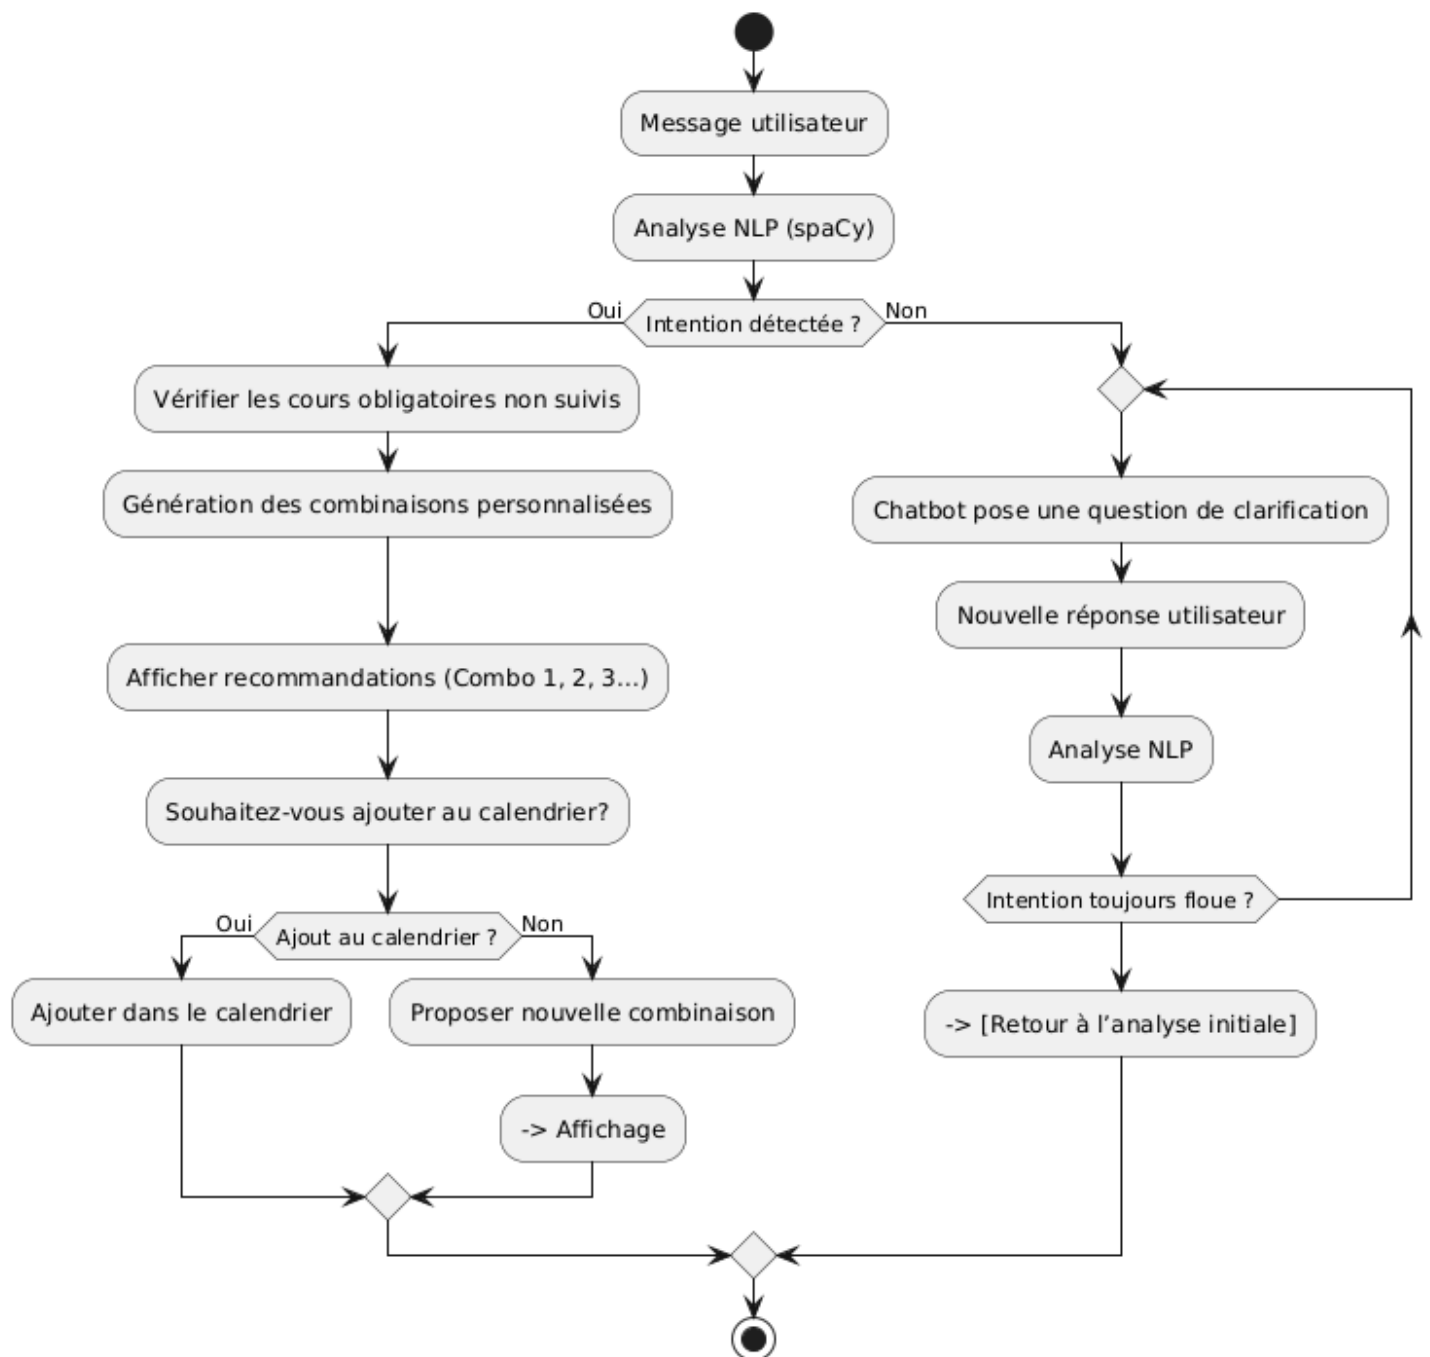 Message utilisateur
Analyse NLP (spaCy)
Oui
Intention détectée ?
Non
Vérifier les cours obligatoires non suivis
Génération des combinaisons personnalisées
Afficher recommandations (Combo 1, 2, 3...)
Souhaitez-vous ajouter au calendrier?
Oui
Ajout au calendrier ?
Non
Ajouter dans le calendrier
Proposer nouvelle combinaison
-> Affichage
Chatbot pose une question de clarification
Nouvelle réponse utilisateur
Analyse NLP
Intention toujours floue ?
-> [Retour à l’analyse initiale]